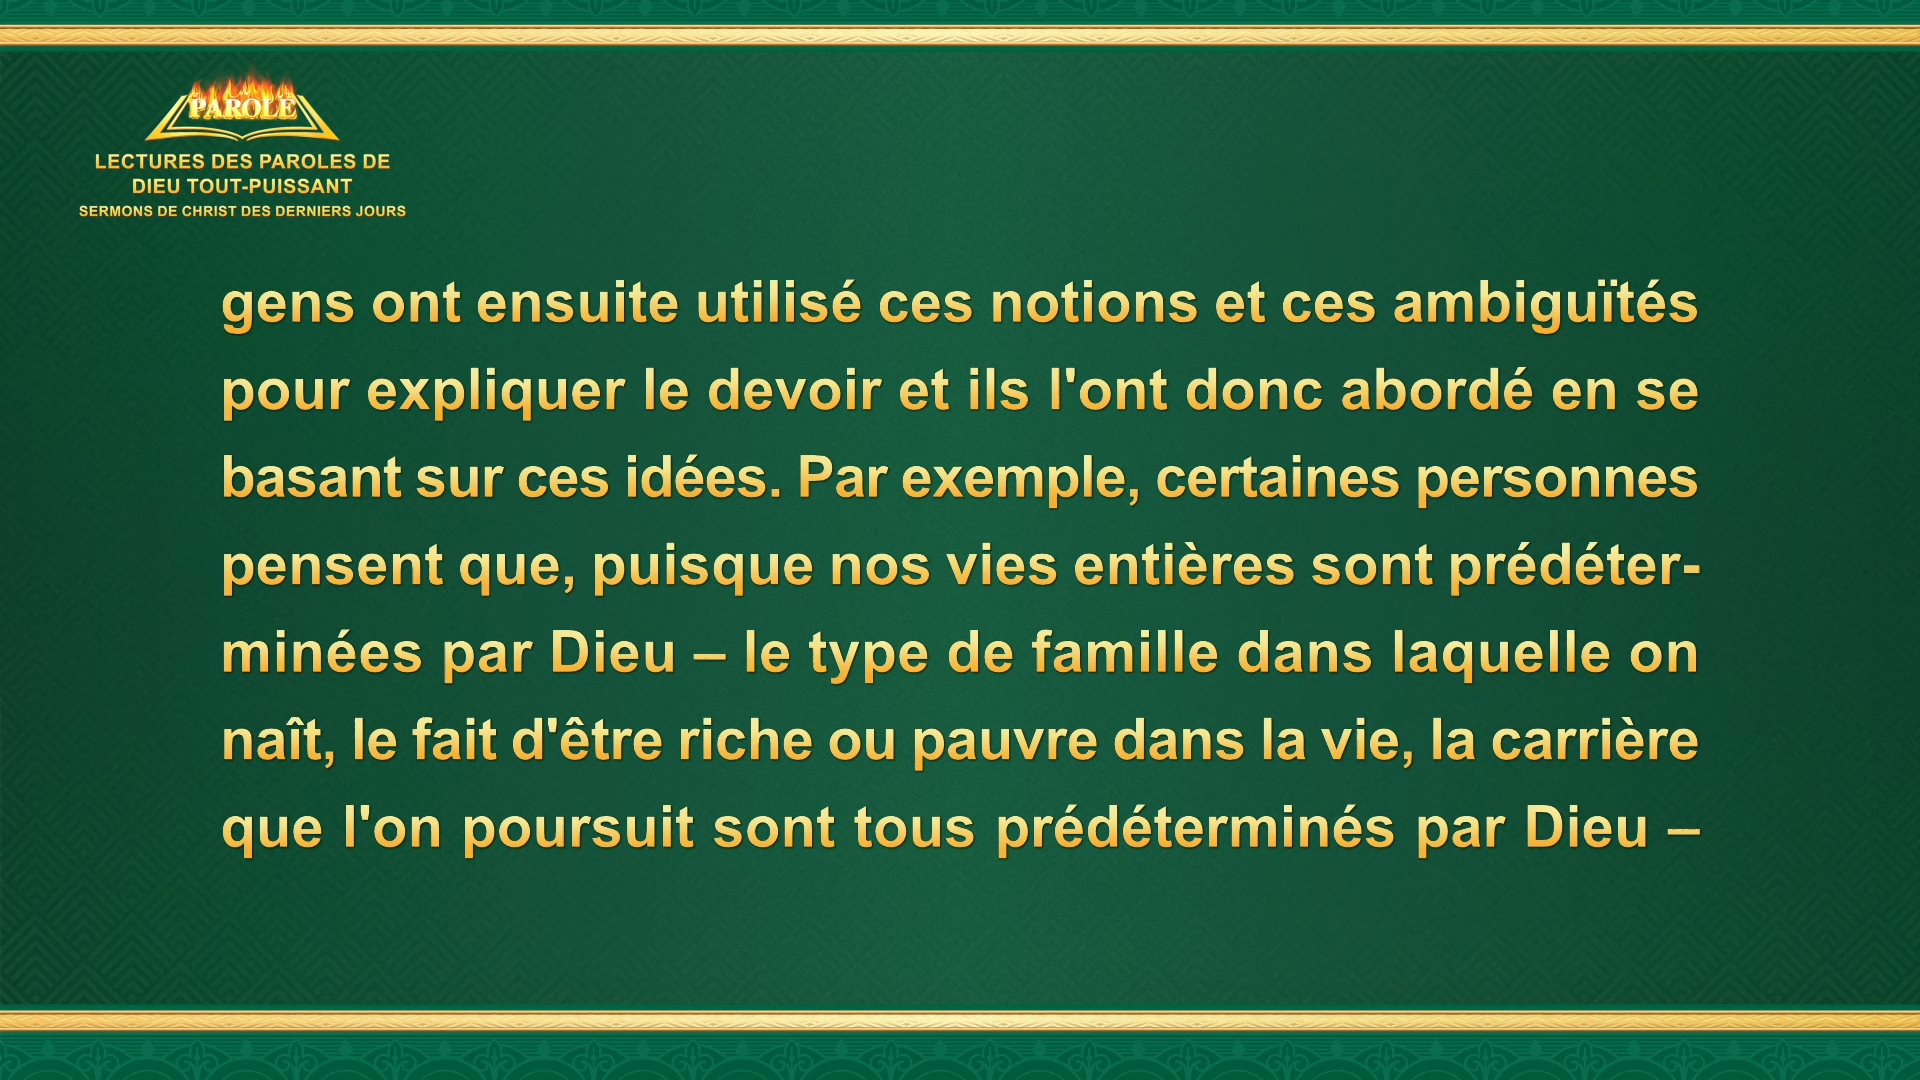 PAROLE
LECTURES DES PAROLES DE
DIEU TOUT-PUISSANT
SERMONS DE CHRIST DES DERNIERS JOURS
gens ont ensuite utilisé ces notions et ces ambiguïtés
pour expliquer le devoir et ils l'ont donc abordé en se
basant sur ces idées. Par exemple, certaines personnes
pensent que, puisque nos vies entières sont prédéter-
minées par Dieu – le type de famille dans laquelle on
naît, le fait d'être riche ou pauvre dans la vie, la carrière
que l'on poursuit sont tous prédéterminés par Dieu –